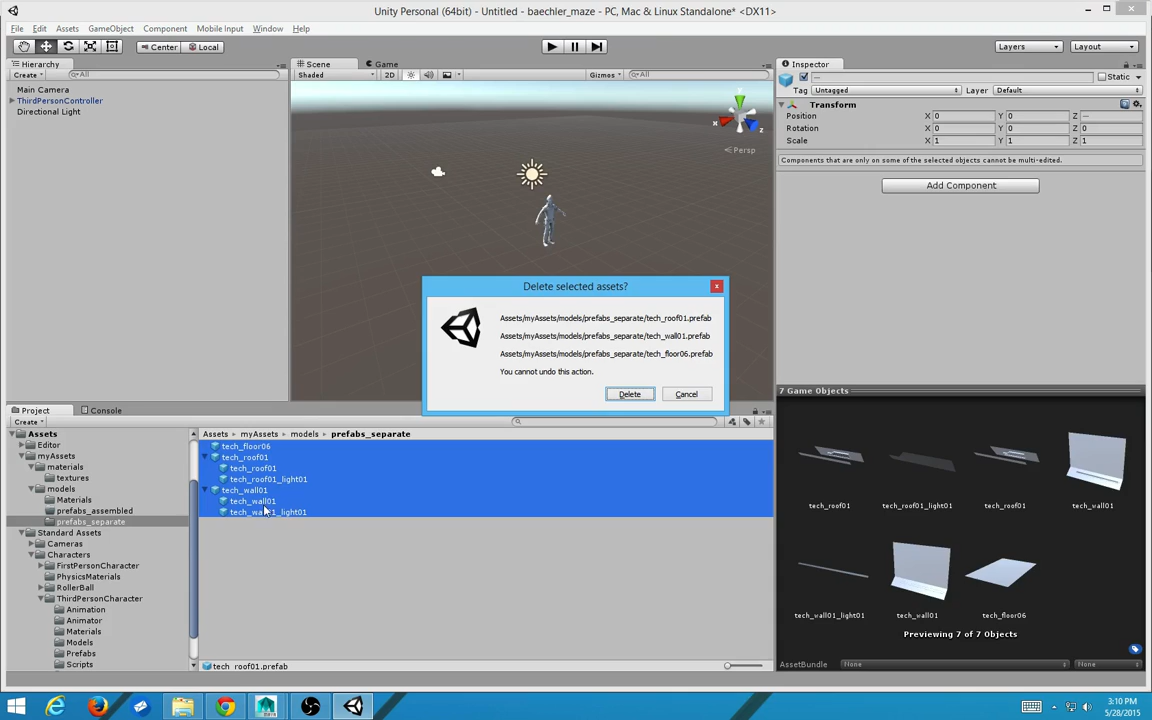 Unity Personal (64bit) - Untitled - baechler_maze - PC, Mac & Linux Standalone* <DX11>
File Edit Assets GameObject Component Mobile Input Window Help
Center Local Layers Layout
Hierarchy Scene Game Inspector
Create All Shaded 2D Gizmos All Static
Main Camera
ThirdPersonController
Directional Light
Tag Untagged Layer Default
Transform
Position X 0 Y 0 Z —
Rotation X 0 Y 0 Z 0
Scale X 1 Y 1 Z 1
Components that are only on some of the selected objects cannot be multi-edited.
Add Component
y x z
Persp
Delete selected assets?
Assets/myAssets/models/prefabs_separate/tech_roof01.prefab
Assets/myAssets/models/prefabs_separate/tech_wall01.prefab
Assets/myAssets/models/prefabs_separate/tech_floor06.prefab
You cannot undo this action.
Delete Cancel
Project Console
Create
Assets
Editor
myAssets
materials
textures
models
Materials
prefabs_assembled
prefabs_separate
Standard Assets
Cameras
Characters
FirstPersonCharacter
PhysicsMaterials
RollerBall
ThirdPersonCharacter
Animation
Animator
Materials
Models
Prefabs
Scripts
Assets myAssets models prefabs_separate
tech_floor06
tech_roof01
tech_roof01
tech_roof01_light01
tech_wall01
tech_wall01
tech_wa 1_light01
tech_roof01.prefab
7 Game Objects
tech_roof01 tech_roof01_light01 tech_roof01 tech_wall01
tech_wall01_light01 tech_wall01 tech_floor06
Previewing 7 of 7 Objects
AssetBundle None None
3:10 PM
5/28/2015